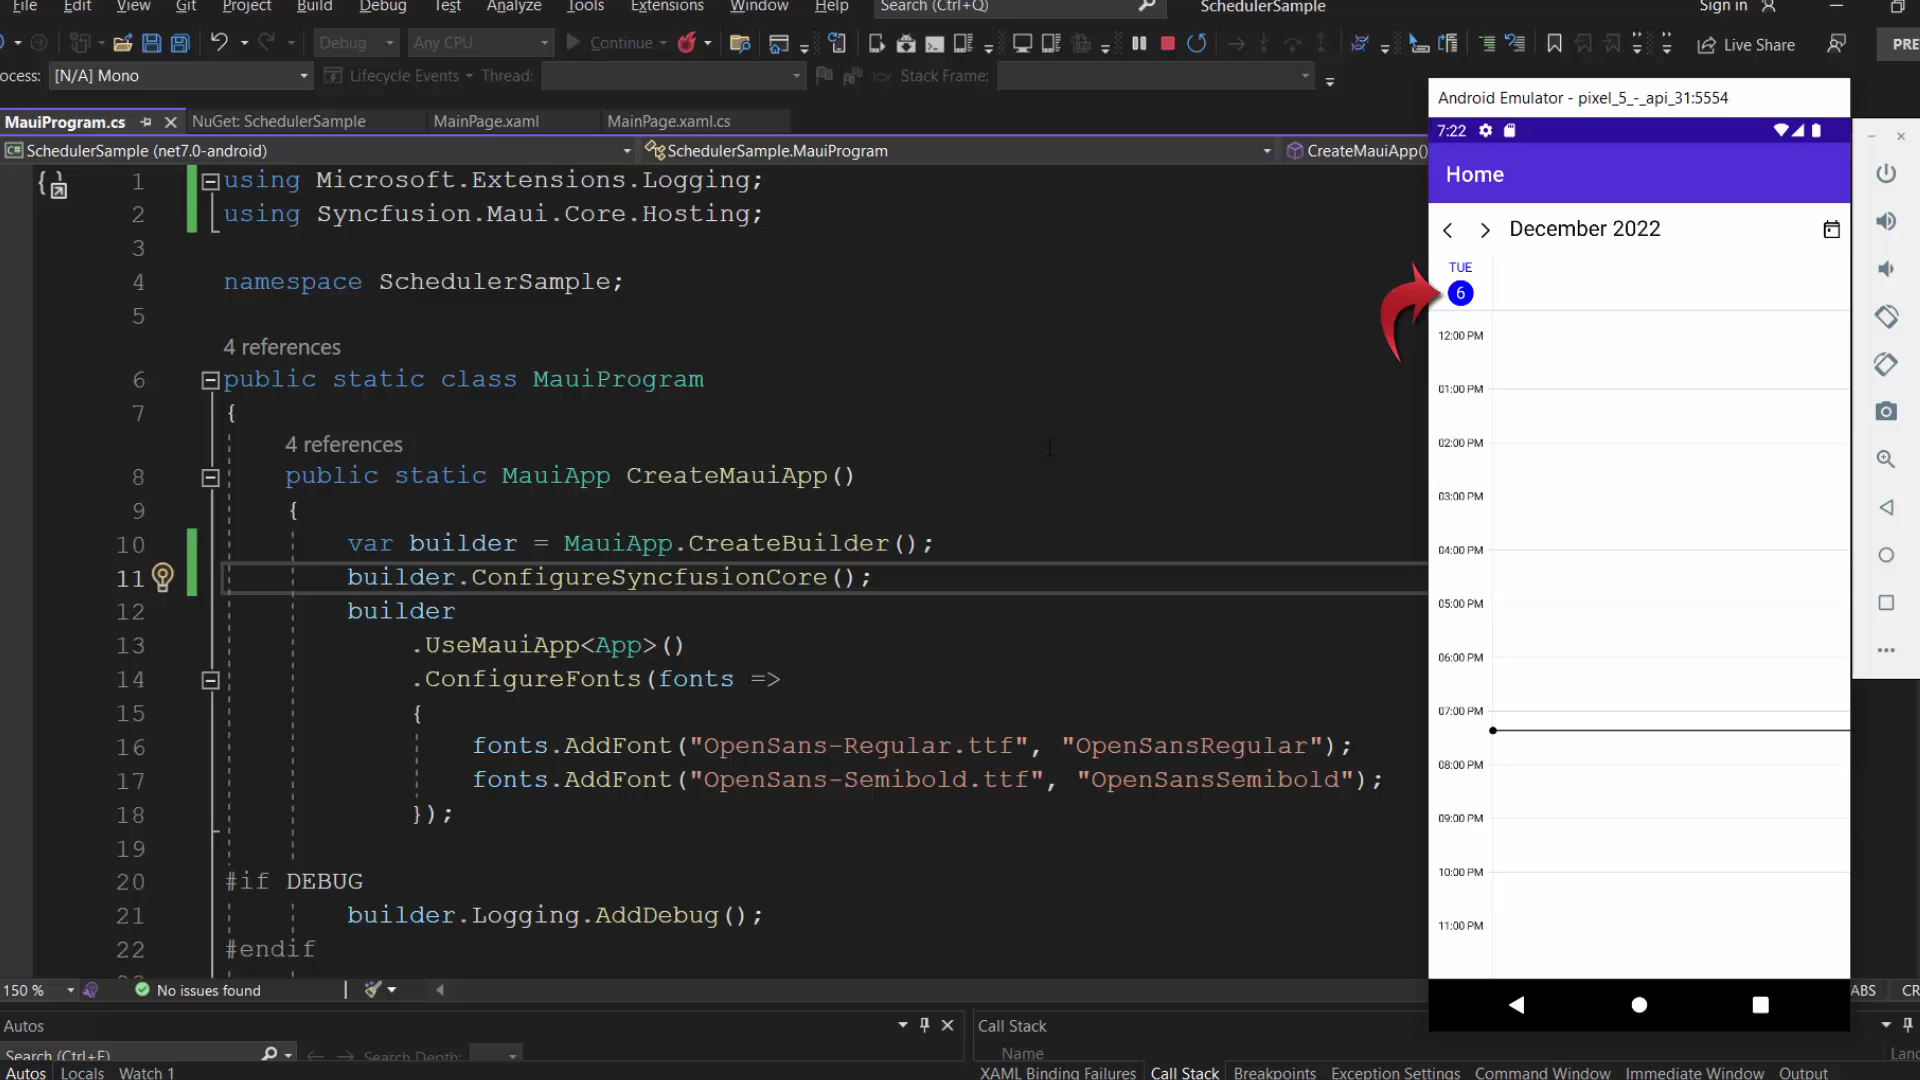 File Edit View Git Project Build Debug Test Analyze Tools Extensions Window Help Search (Ctrl+Q) SchedulerSample Sign in
Debug Any CPU Continue Live Share PRE
ocess: [N/A] Mono Lifecycle Events Thread: Stack Frame:
MauiProgram.cs NuGet: SchedulerSample MainPage.xaml MainPage.xaml.cs
SchedulerSample (net7.0-android) SchedulerSample.MauiProgram CreateMauiApp()
1 using Microsoft.Extensions.Logging;
2 using Syncfusion.Maui.Core.Hosting;
3
4 namespace SchedulerSample;
5
4 references
6 public static class MauiProgram
7 {
4 references
8 public static MauiApp CreateMauiApp()
9 {
10 var builder = MauiApp.CreateBuilder();
11 builder.ConfigureSyncfusionCore();
12 builder
13 .UseMauiApp<App>()
14 .ConfigureFonts(fonts =>
15 {
16 fonts.AddFont("OpenSans-Regular.ttf", "OpenSansRegular");
17 fonts.AddFont("OpenSans-Semibold.ttf", "OpenSansSemibold");
18 });
19
20 #if DEBUG
21 builder.Logging.AddDebug();
22 #endif
150 % No issues found
ABS CR
Autos
Search (Ctrl+E) Search Depth:
Autos Locals Watch 1
Call Stack
Name Lang
XAML Binding Failures Call Stack Breakpoints Exception Settings Command Window Immediate Window Output
Android Emulator - pixel_5_-_api_31:5554
7:22
Home
December 2022
TUE
6
12:00 PM
01:00 PM
02:00 PM
03:00 PM
04:00 PM
05:00 PM
06:00 PM
07:00 PM
08:00 PM
09:00 PM
10:00 PM
11:00 PM